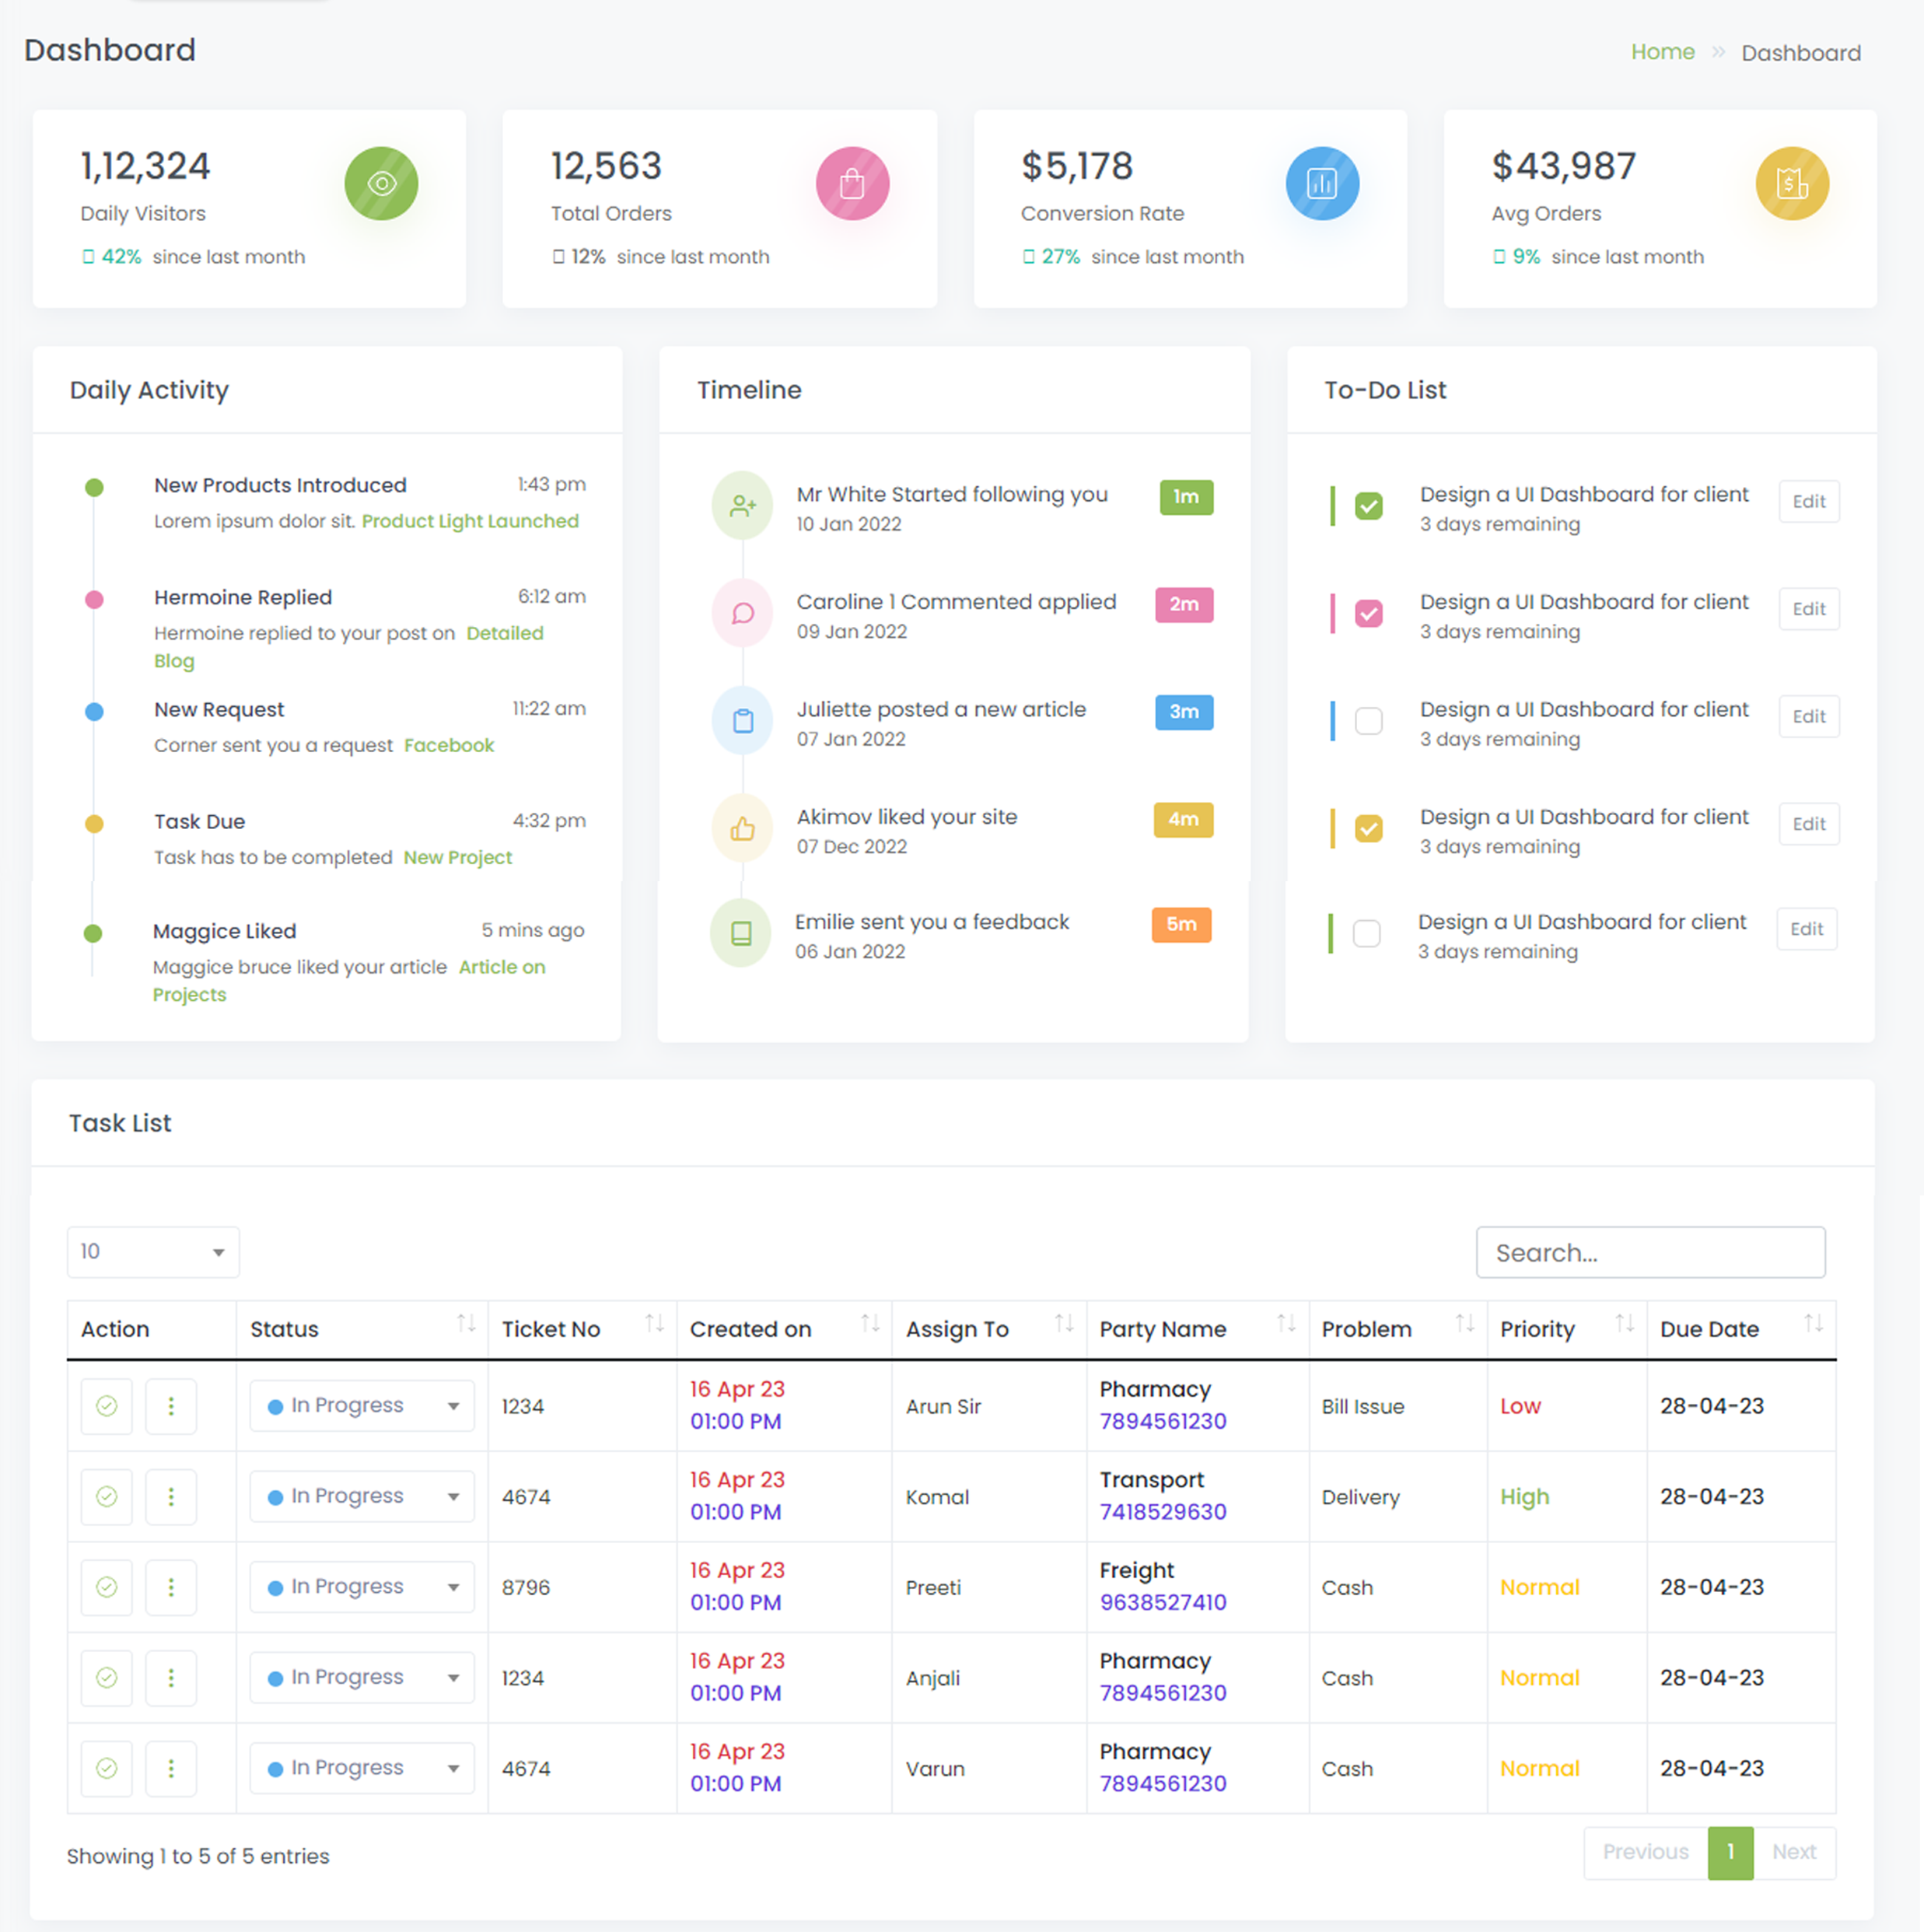 Dashboard
Home » Dashboard
1,12,324
Daily Visitors
42% since last month
12,563
Total Orders
12% since last month
$5,178
Conversion Rate
27% since last month
$43,987
Avg Orders
9% since last month
Daily Activity
New Products Introduced 1:43 pm
Lorem ipsum dolor sit. Product Light Launched
Hermoine Replied 6:12 am
Hermoine replied to your post on Detailed
Blog
New Request 11:22 am
Corner sent you a request Facebook
Task Due 4:32 pm
Task has to be completed New Project
Maggice Liked 5 mins ago
Maggice bruce liked your article Article on
Projects
Timeline
Mr White Started following you 1m
10 Jan 2022
Caroline 1 Commented applied 2m
09 Jan 2022
Juliette posted a new article 3m
07 Jan 2022
Akimov liked your site 4m
07 Dec 2022
Emilie sent you a feedback 5m
06 Jan 2022
To-Do List
Design a UI Dashboard for client Edit
3 days remaining
Design a UI Dashboard for client Edit
3 days remaining
Design a UI Dashboard for client Edit
3 days remaining
Design a UI Dashboard for client Edit
3 days remaining
Design a UI Dashboard for client Edit
3 days remaining
Task List
10 Search...
Action Status Ticket No Created on Assign To Party Name Problem Priority Due Date
In Progress 1234 16 Apr 23 Arun Sir Pharmacy Bill Issue Low 28-04-23
01:00 PM 7894561230
In Progress 4674 16 Apr 23 Komal Transport Delivery High 28-04-23
01:00 PM 7418529630
In Progress 8796 16 Apr 23 Preeti Freight Cash Normal 28-04-23
01:00 PM 9638527410
In Progress 1234 16 Apr 23 Anjali Pharmacy Cash Normal 28-04-23
01:00 PM 7894561230
In Progress 4674 16 Apr 23 Varun Pharmacy Cash Normal 28-04-23
01:00 PM 7894561230
Showing 1 to 5 of 5 entries
Previous 1 Next